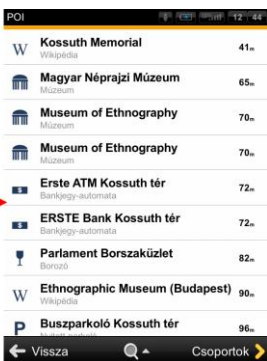 POI 12 44
W Kossuth Memorial 41m
Wikipédia
Magyar Néprajzi Múzeum 65m
Múzeum
Museum of Ethnography 70m
Múzeum
Museum of Ethnography 70m
Múzeum
Erste ATM Kossuth tér 72m
Bankjegy-automata
ERSTE Bank Kossuth tér 72m
Bankjegy-automata
Parlament Borszaküzlet 82m
Borozó
W Ethnographic Museum (Budapest) 90m
Wikipédia
P Buszparkoló Kossuth tér 96m
Vissza Csoportok